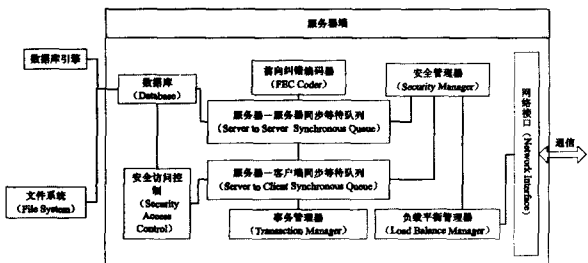 服务器端
数据库引擎
数据库
(Database)
前向纠错编码器
(FEC Coder)
安全管理器
(Security Manager)
服务器－服务器同步等待队列
(Server to Server Synchronous Queue)
网络接口 (Network Interface)
通信
文件系统
(File System)
安全访问控
制
(Security
Access
Control)
服务器－客户端同步等待队列
(Server to Client Synchronous Queue)
事务管理器
(Transaction Manager)
负载平衡管理器
(Load Balance Manager)